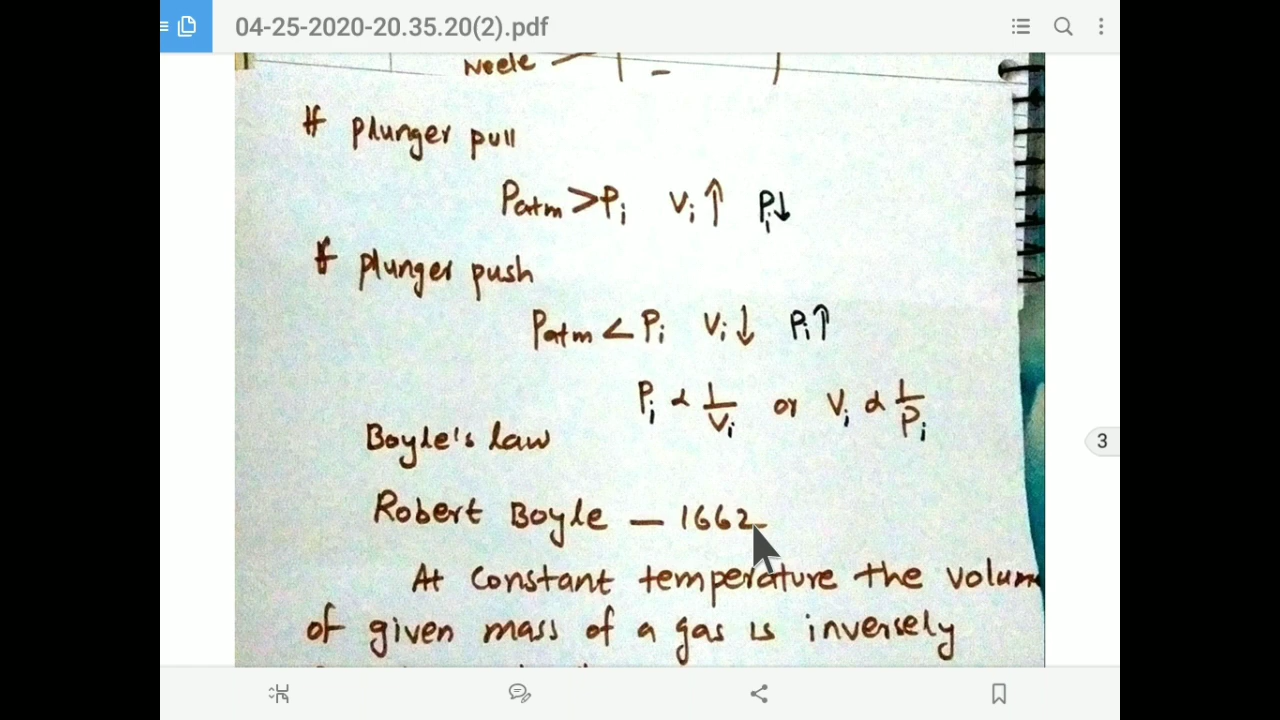 04-25-2020-20.35.20(2).pdf
Neele
If plunger pull
Patm > Pi Vi ↑ Pi ↓
If plunger push
Patm < Pi Vi ↓ Pi ↑
Pi ∝ 1/Vi or Vi ∝ 1/Pi
Boyle's law
Robert Boyle — 1662
At constant temperature the volum
of given mass of a gas is inversely
3